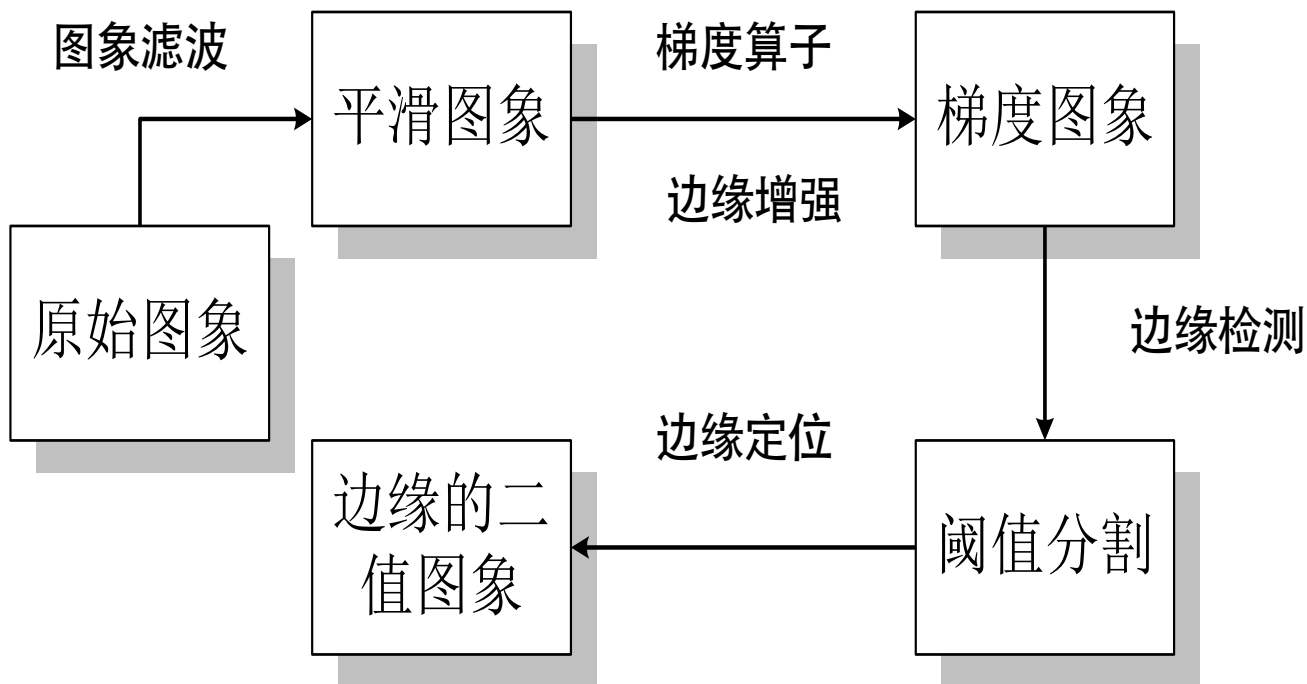 图象滤波
梯度算子
平滑图象
梯度图象
边缘增强
原始图象
边缘检测
边缘定位
边缘的二
值图象
阈值分割